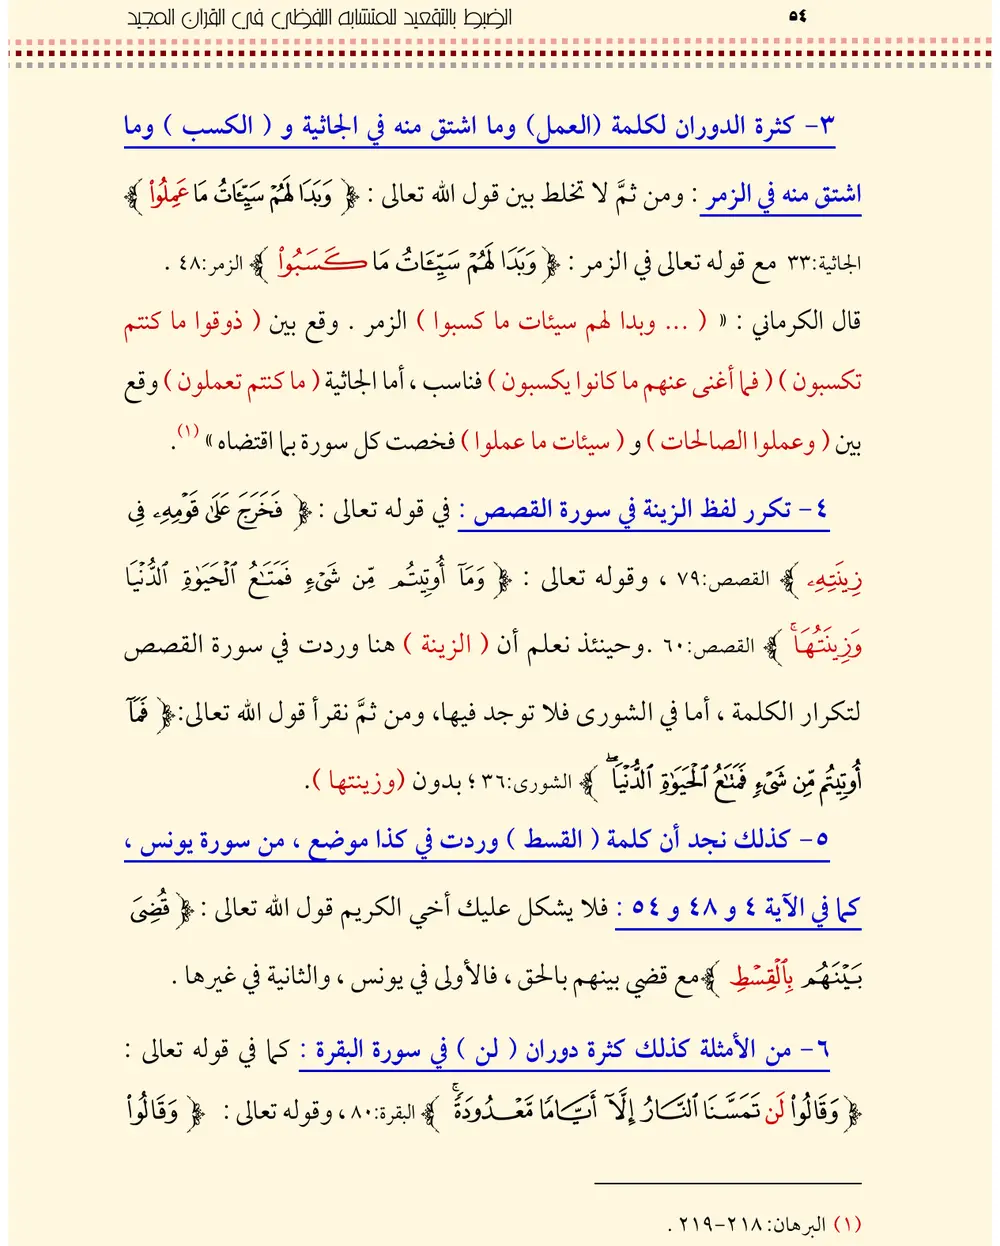 ٥٤ الضبط بالتقعيد للمتشابه اللفظي في القرآن المجيد
٣- كثرة الدوران لكلمة (العمل) وما اشتق منه في الجاثية و ( الكسب ) وما
اشتق منه في الزمر : ومن ثمَّ لا تخلط بين قول الله تعالى : ﴿ وَبَدَا لَهُمْ سَيِّـَٔاتُ مَا عَمِلُوا۟ ﴾
الجاثية:٣٣ مع قوله تعالى في الزمر : ﴿ وَبَدَا لَهُمْ سَيِّـَٔاتُ مَا كَسَبُوا۟ ﴾ الزمر:٤٨ .
قال الكرماني : « ( ... وبدا لهم سيئات ما كسبوا ) الزمر . وقع بين ( ذوقوا ما كنتم
تكسبون ) ( فما أغنى عنهم ما كانوا يكسبون ) فناسب ، أما الجاثية ( ما كنتم تعملون ) وقع
بين ( وعملوا الصالحات ) و ( سيئات ما عملوا ) فخصت كل سورة بما اقتضاه » (١).
٤- تكرر لفظ الزينة في سورة القصص : في قوله تعالى : ﴿ فَخَرَجَ عَلَىٰ قَوْمِهِۦ فِى
زِينَتِهِۦ ﴾ القصص:٧٩ ، وقوله تعالى : ﴿ وَمَآ أُوتِيتُم مِّن شَىْءٍ فَمَتَـٰعُ ٱلْحَيَوٰةِ ٱلدُّنْيَا
وَزِينَتُهَا ۚ ﴾ القصص:٦٠ .وحينئذ نعلم أن ( الزينة ) هنا وردت في سورة القصص
لتكرار الكلمة ، أما في الشورى فلا توجد فيها، ومن ثمَّ نقرأ قول الله تعالى:﴿ فَمَآ
أُوتِيتُم مِّن شَىْءٍ فَمَتَـٰعُ ٱلْحَيَوٰةِ ٱلدُّنْيَا ۖ ﴾ الشورى:٣٦ ؛ بدون (وزينتها ).
٥- كذلك نجد أن كلمة ( القسط ) وردت في كذا موضع ، من سورة يونس ،
كما في الآية ٤ و ٤٨ و ٥٤ : فلا يشكل عليك أخي الكريم قول الله تعالى : ﴿ قُضِىَ
بَيْنَهُم بِٱلْقِسْطِ ﴾مع قضي بينهم بالحق ، فالأولى في يونس ، والثانية في غيرها .
٦- من الأمثلة كذلك كثرة دوران ( لن ) في سورة البقرة : كما في قوله تعالى :
﴿ وَقَالُوا۟ لَن تَمَسَّنَا ٱلنَّارُ إِلَّآ أَيَّامًا مَّعْدُودَةً ۚ ﴾ البقرة:٨٠ ، وقوله تعالى : ﴿ وَقَالُوا۟
(١) البرهان: ٢١٨-٢١٩ .